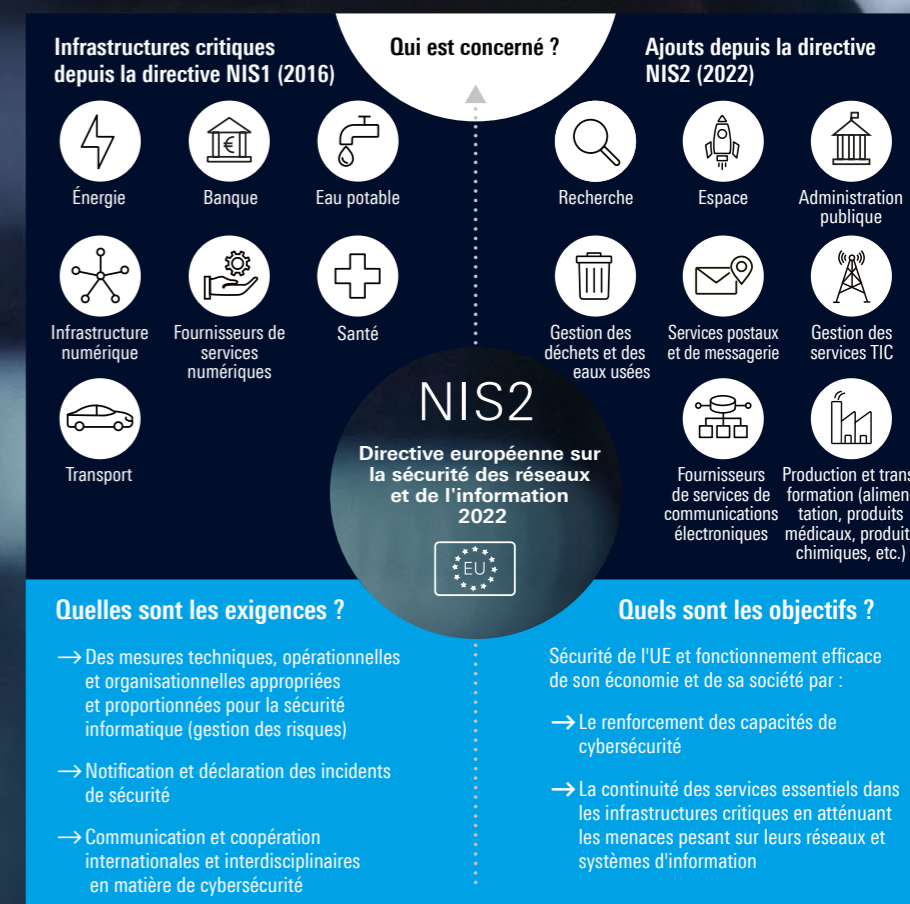 Qui est concerné ?
Infrastructures critiques
depuis la directive NIS1 (2016)
Énergie
Banque
Eau potable
Infrastructure
numérique
Fournisseurs de
services
numériques
Santé
Transport
Ajouts depuis la directive
NIS2 (2022)
Recherche
Espace
Administration
publique
Gestion des
déchets et des
eaux usées
Services postaux
et de messagerie
Gestion des
services TIC
Fournisseurs
de services de
communications
électroniques
Production et trans
formation (alimen
tation, produits
médicaux, produit
chimiques, etc.)
NIS2
Directive européenne sur
la sécurité des réseaux
et de l'information
2022
EU
Quelles sont les exigences ?
→ Des mesures techniques, opérationnelles
et organisationnelles appropriées
et proportionnées pour la sécurité
informatique (gestion des risques)
→ Notification et déclaration des incidents
de sécurité
→ Communication et coopération
internationales et interdisciplinaires
en matière de cybersécurité
Quels sont les objectifs ?
Sécurité de l'UE et fonctionnement efficace
de son économie et de sa société par :
→ Le renforcement des capacités de
cybersécurité
→ La continuité des services essentiels dans
les infrastructures critiques en atténuant
les menaces pesant sur leurs réseaux et
systèmes d'information